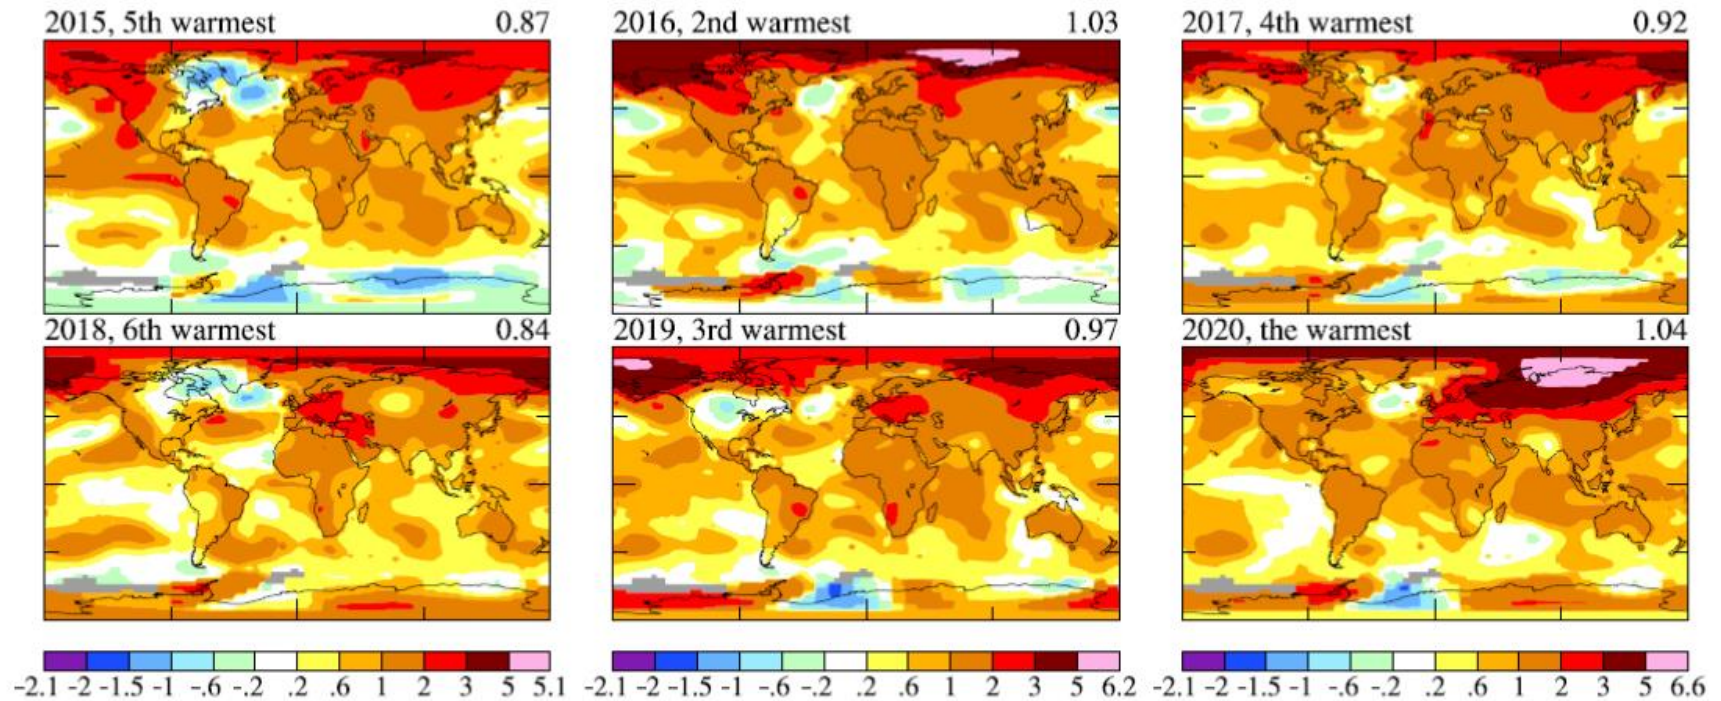 2015, 5th warmest 0.87
2016, 2nd warmest 1.03
2017, 4th warmest 0.92
2018, 6th warmest 0.84
2019, 3rd warmest 0.97
2020, the warmest 1.04
-2.1 -2 -1.5 -1 -.6 -.2 .2 .6 1 2 3 5 5.1
-2.1 -2 -1.5 -1 -.6 -.2 .2 .6 1 2 3 5 6.2
-2.1 -2 -1.5 -1 -.6 -.2 .2 .6 1 2 3 5 6.6